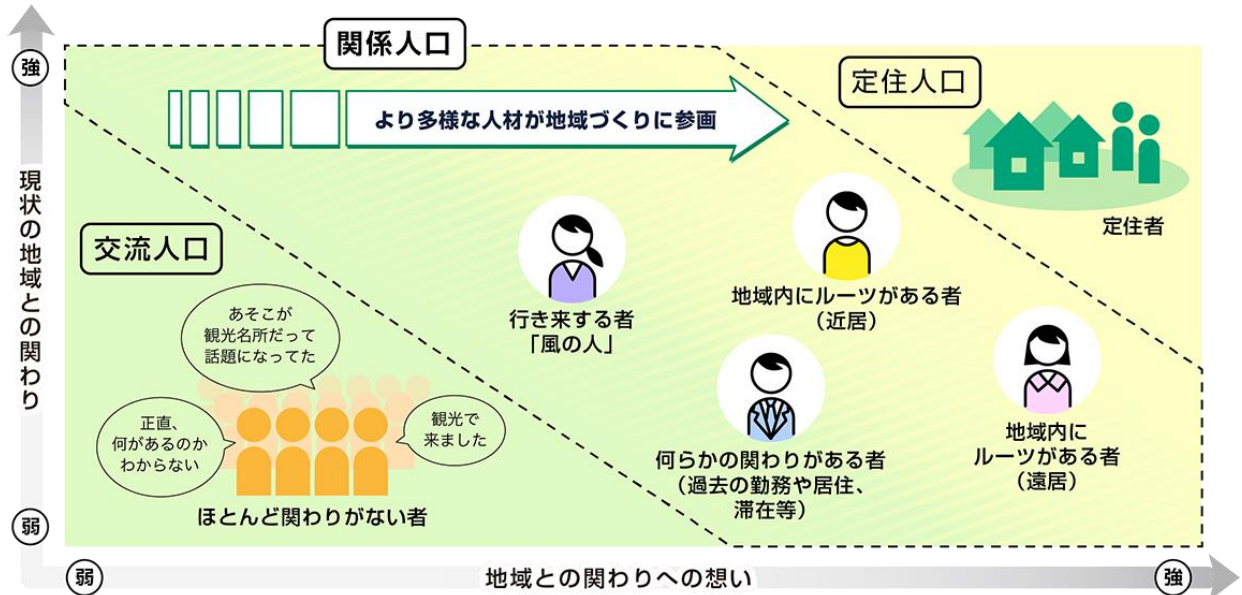 関係人口
強
定住人口
より多様な人材が地域づくりに参画
現状の地域との関わり
定住者
交流人口
あそこが
観光名所だって
話題になってた
正直、
何があるのか
わからない
観光で
来ました
ほとんど関わりがない者
行き来する者
「風の人」
地域内にルーツがある者
（近居）
何らかの関わりがある者
（過去の勤務や居住、
滞在等）
地域内に
ルーツがある者
（遠居）
弱
弱
地域との関わりへの想い
強